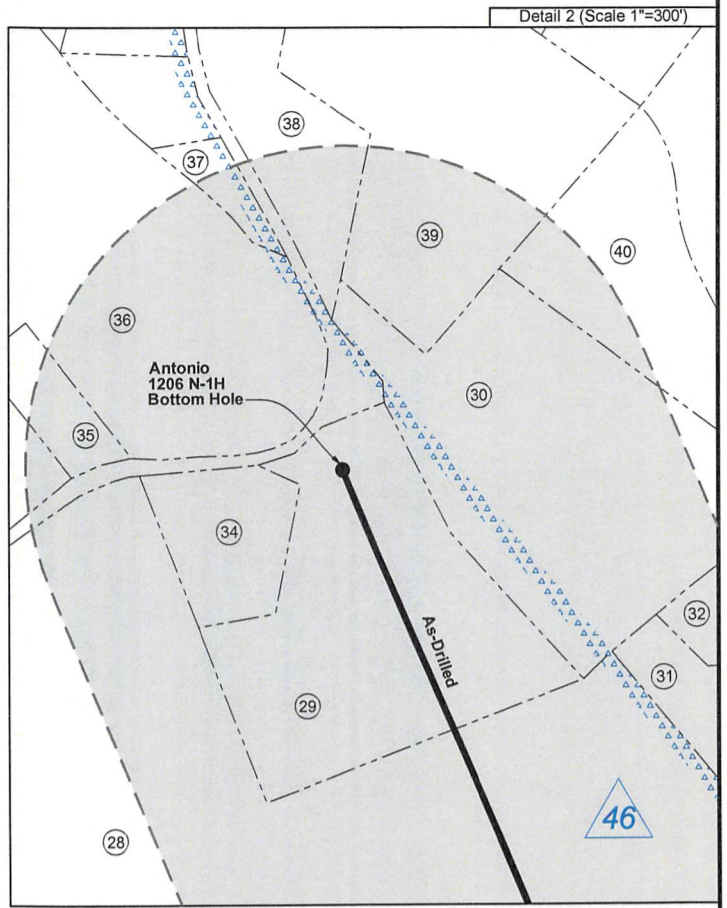 Detail 2 (Scale 1"=300')
38
37
39
40
36
Antonio
1206 N-1H
Bottom Hole
30
35
34
As-Drilled
32
31
29
46
28